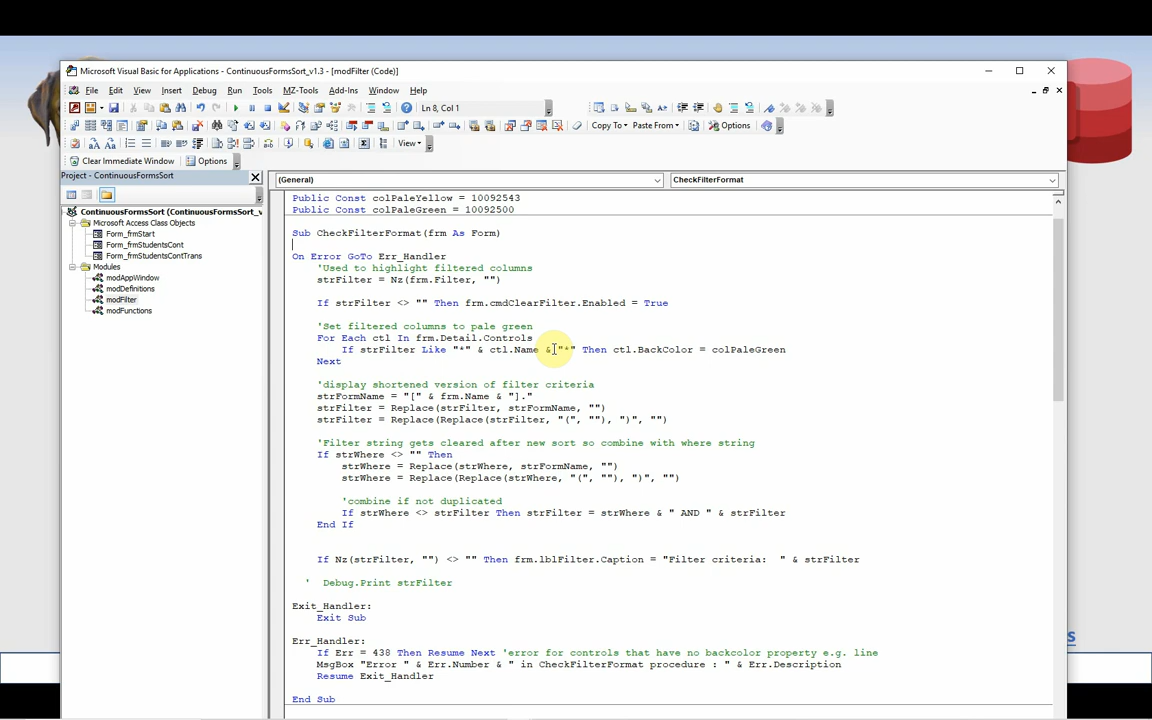 Microsoft Visual Basic for Applications - ContinuousFormsSort_v1.3 - [modFilter (Code)]
File Edit View Insert Debug Run Tools MZ-Tools Add-Ins Window Help
Ln 8, Col 1
Copy To Paste From Options
View
Clear Immediate Window Options
Project - ContinuousFormsSort
(General) CheckFilterFormat
ContinuousFormsSort (ContinuousFormsSort_v
Microsoft Access Class Objects
Form_frmStart
Form_frmStudentsCont
Form_frmStudentsContTrans
Modules
modAppWindow
modDefinitions
modFilter
modFunctions
Public Const colPaleYellow = 10092543
Public Const colPaleGreen = 10092500
Sub CheckFilterFormat(frm As Form)
On Error GoTo Err_Handler
'Used to highlight filtered columns
strFilter = Nz(frm.Filter, "")
If strFilter <> "" Then frm.cmdClearFilter.Enabled = True
'Set filtered columns to pale green
For Each ctl In frm.Detail.Controls
If strFilter Like "*" & ctl.Name & "*" Then ctl.BackColor = colPaleGreen
Next
'display shortened version of filter criteria
strFormName = "[" & frm.Name & "]."
strFilter = Replace(strFilter, strFormName, "")
strFilter = Replace(Replace(strFilter, "(", ""), ")", "")
'Filter string gets cleared after new sort so combine with where string
If strWhere <> "" Then
strWhere = Replace(strWhere, strFormName, "")
strWhere = Replace(Replace(strWhere, "(", ""), ")", "")
'combine if not duplicated
If strWhere <> strFilter Then strFilter = strWhere & " AND " & strFilter
End If
If Nz(strFilter, "") <> "" Then frm.lblFilter.Caption = "Filter criteria:  " & strFilter
' Debug.Print strFilter
Exit_Handler:
Exit Sub
Err_Handler:
If Err = 438 Then Resume Next 'error for controls that have no backcolor property e.g. line
MsgBox "Error " & Err.Number & " in CheckFilterFormat procedure : " & Err.Description
Resume Exit_Handler
End Sub